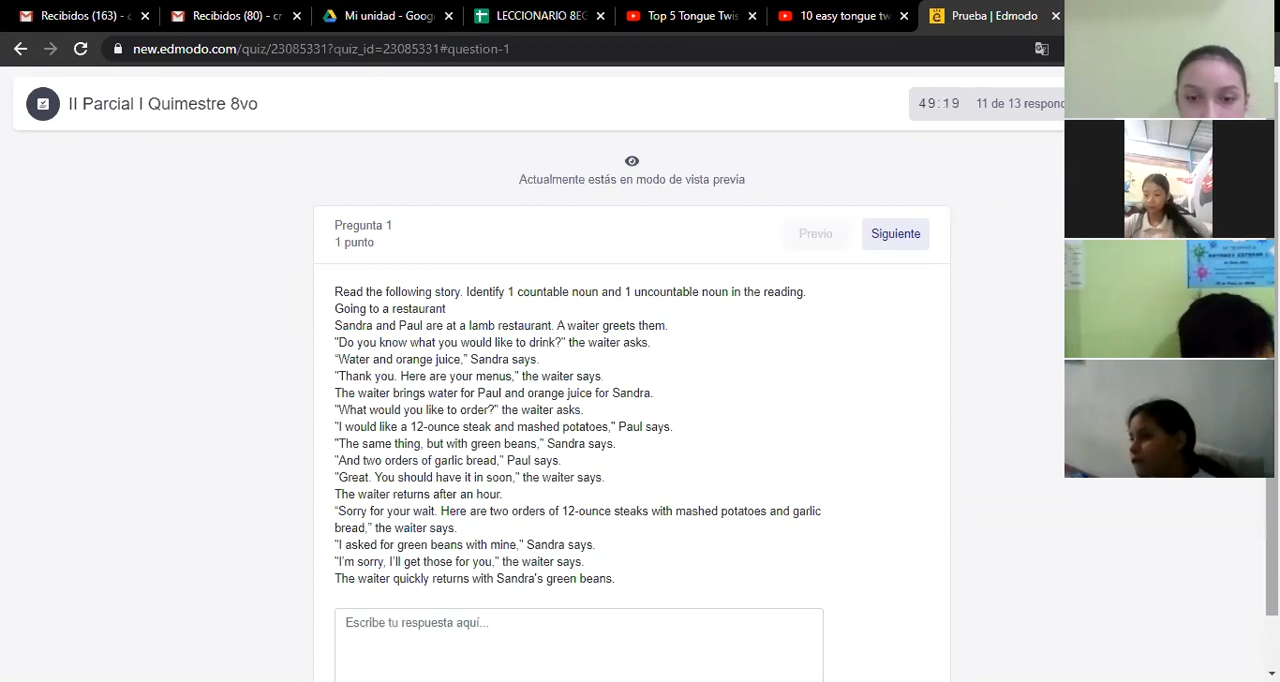 Recibidos (163) - c
Recibidos (80) - cr
Mi unidad - Goog
LECCIONARIO 8EG
Top 5 Tongue Twis
10 easy tongue tw
Prueba | Edmodo
new.edmodo.com/quiz/23085331?quiz_id=23085331#question-1
II Parcial I Quimestre 8vo
49:19
11 de 13 respond
Actualmente estás en modo de vista previa
Pregunta 1
1 punto
Previo
Siguiente
Read the following story. Identify 1 countable noun and 1 uncountable noun in the reading.
Going to a restaurant
Sandra and Paul are at a lamb restaurant. A waiter greets them.
"Do you know what you would like to drink?" the waiter asks.
“Water and orange juice,” Sandra says.
"Thank you. Here are your menus," the waiter says.
The waiter brings water for Paul and orange juice for Sandra.
"What would you like to order?" the waiter asks.
"I would like a 12-ounce steak and mashed potatoes," Paul says.
"The same thing, but with green beans," Sandra says.
"And two orders of garlic bread," Paul says.
"Great. You should have it in soon," the waiter says.
The waiter returns after an hour.
“Sorry for your wait. Here are two orders of 12-ounce steaks with mashed potatoes and garlic
bread,” the waiter says.
"I asked for green beans with mine," Sandra says.
"I'm sorry, I'll get those for you," the waiter says.
The waiter quickly returns with Sandra's green beans.
Escribe tu respuesta aquí...